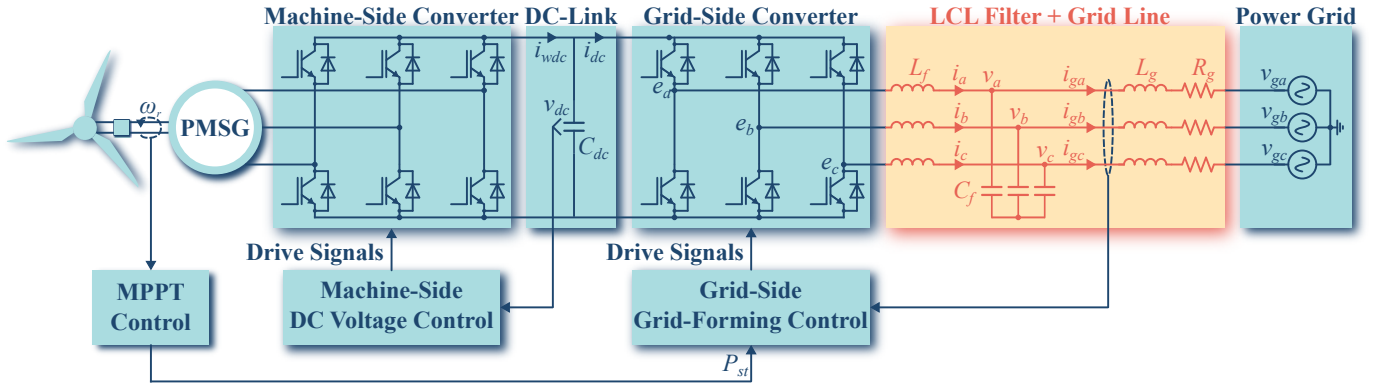 Machine-Side Converter DC-Link Grid-Side Converter LCL Filter + Grid Line Power Grid
i_wdc i_dc L_f i_a v_a i_ga L_g R_g v_ga
ω_r e_a
PMSG v_dc e_b i_b v_b i_gb v_gb
C_dc e_c i_c v_c i_gc v_gc
C_f
Drive Signals Drive Signals
MPPT
Control
Machine-Side
DC Voltage Control
Grid-Side
Grid-Forming Control
P_st